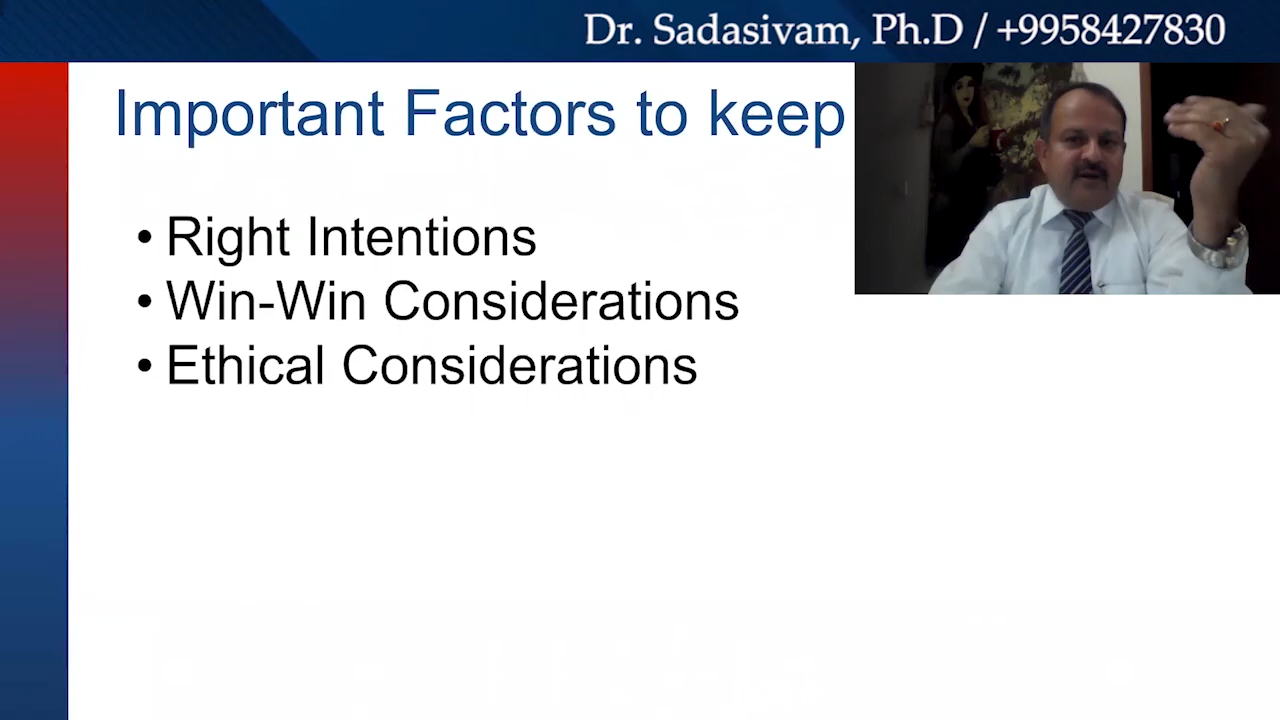 Dr. Sadasivam, Ph.D / +9958427830
Important Factors to keep
• Right Intentions
• Win-Win Considerations
• Ethical Considerations